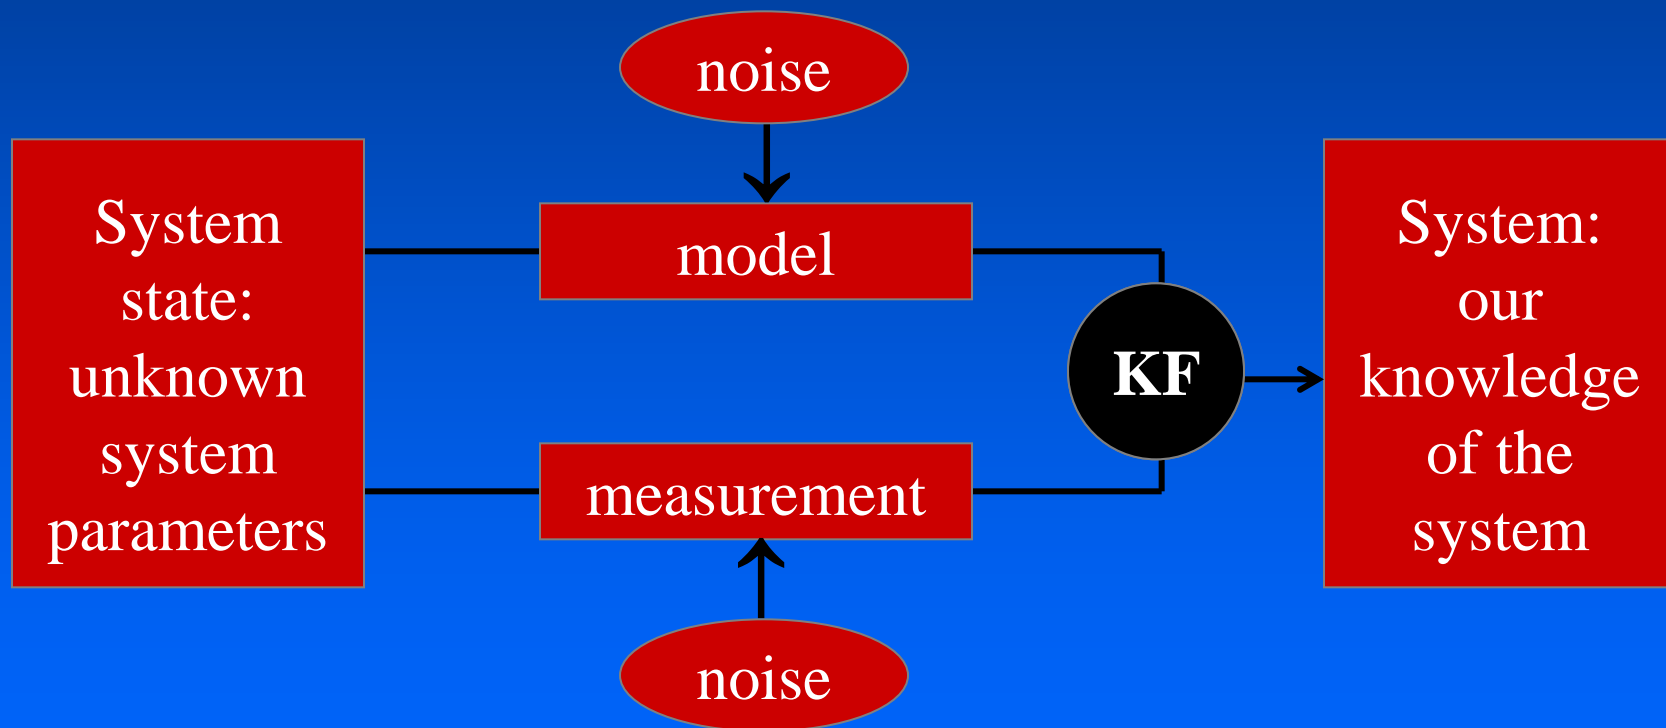 noise
System
state:
unknown
system
parameters
model
measurement
noise
KF
System:
our
knowledge
of the
system